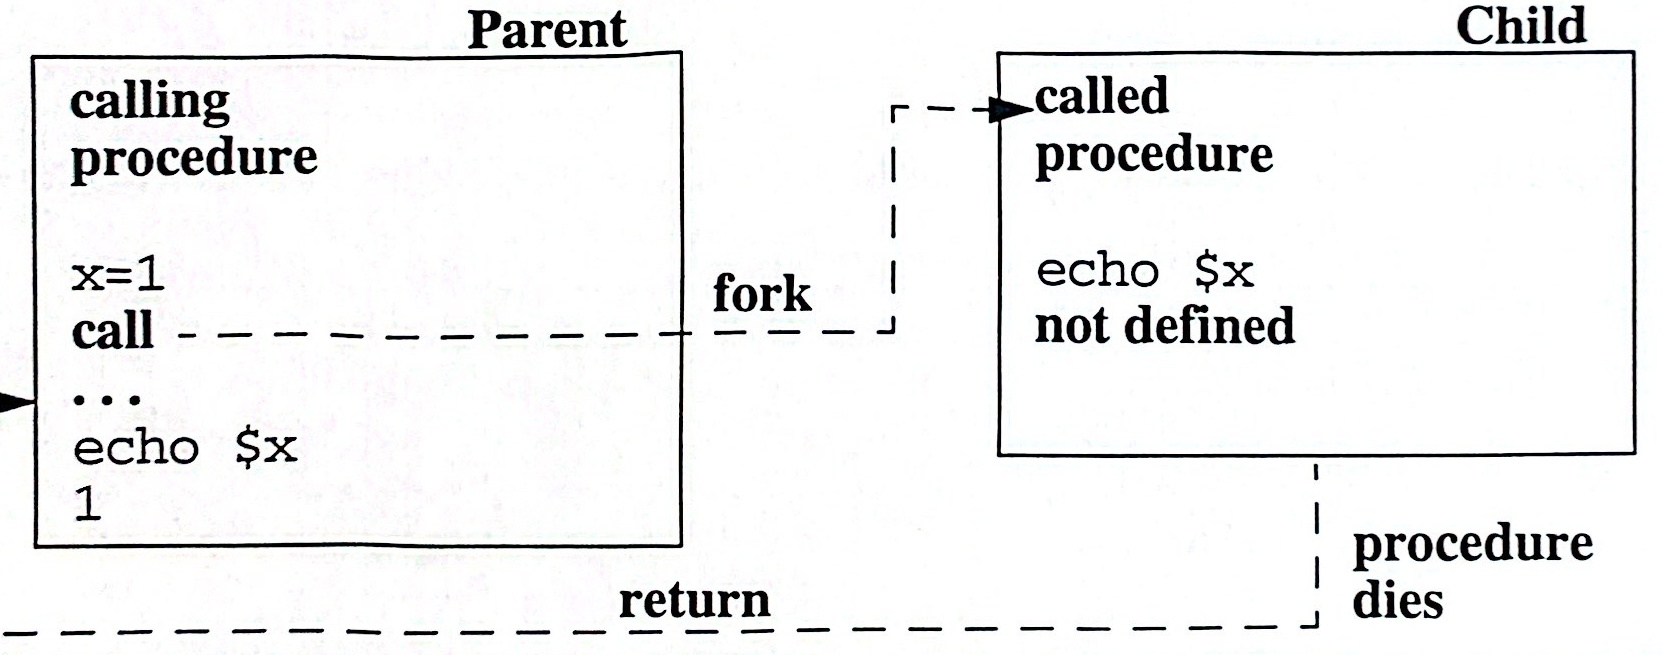 Parent
calling
procedure
x=1
call
...
echo $x
1
fork
Child
called
procedure
echo $x
not defined
procedure
dies
return